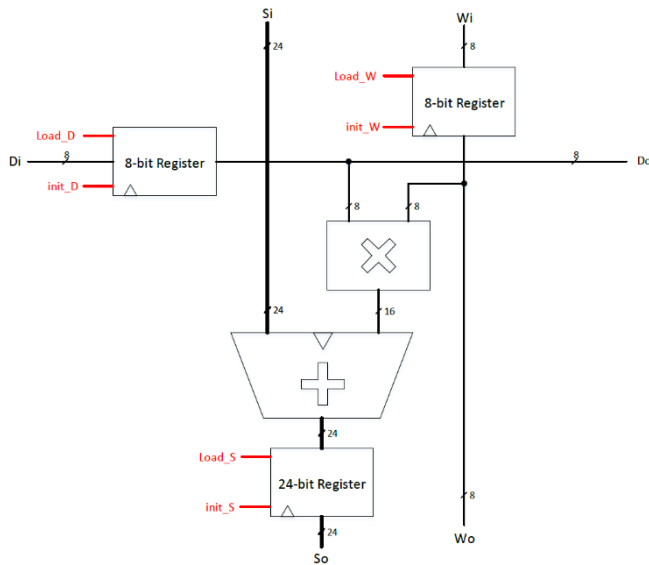 Si
Wi
24
8
Load_W
8-bit Register
init_W
Load_D
Di
8
8-bit Register
init_D
8
Do
8
8
24
16
24
Load_S
24-bit Register
init_S
8
24
So
Wo